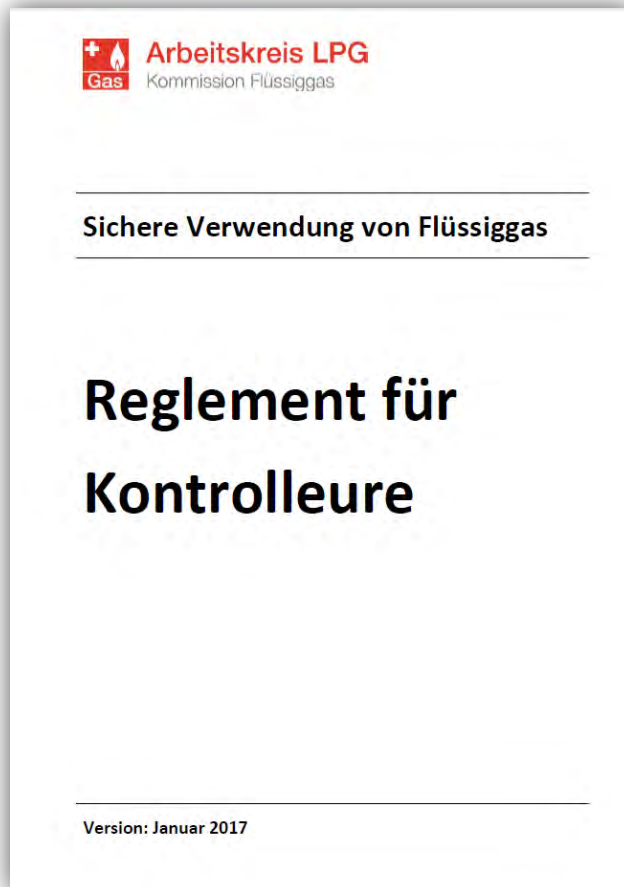 Gas
Arbeitskreis LPG
Kommission Flüssiggas
Sichere Verwendung von Flüssiggas
Reglement für
Kontrolleure
Version: Januar 2017